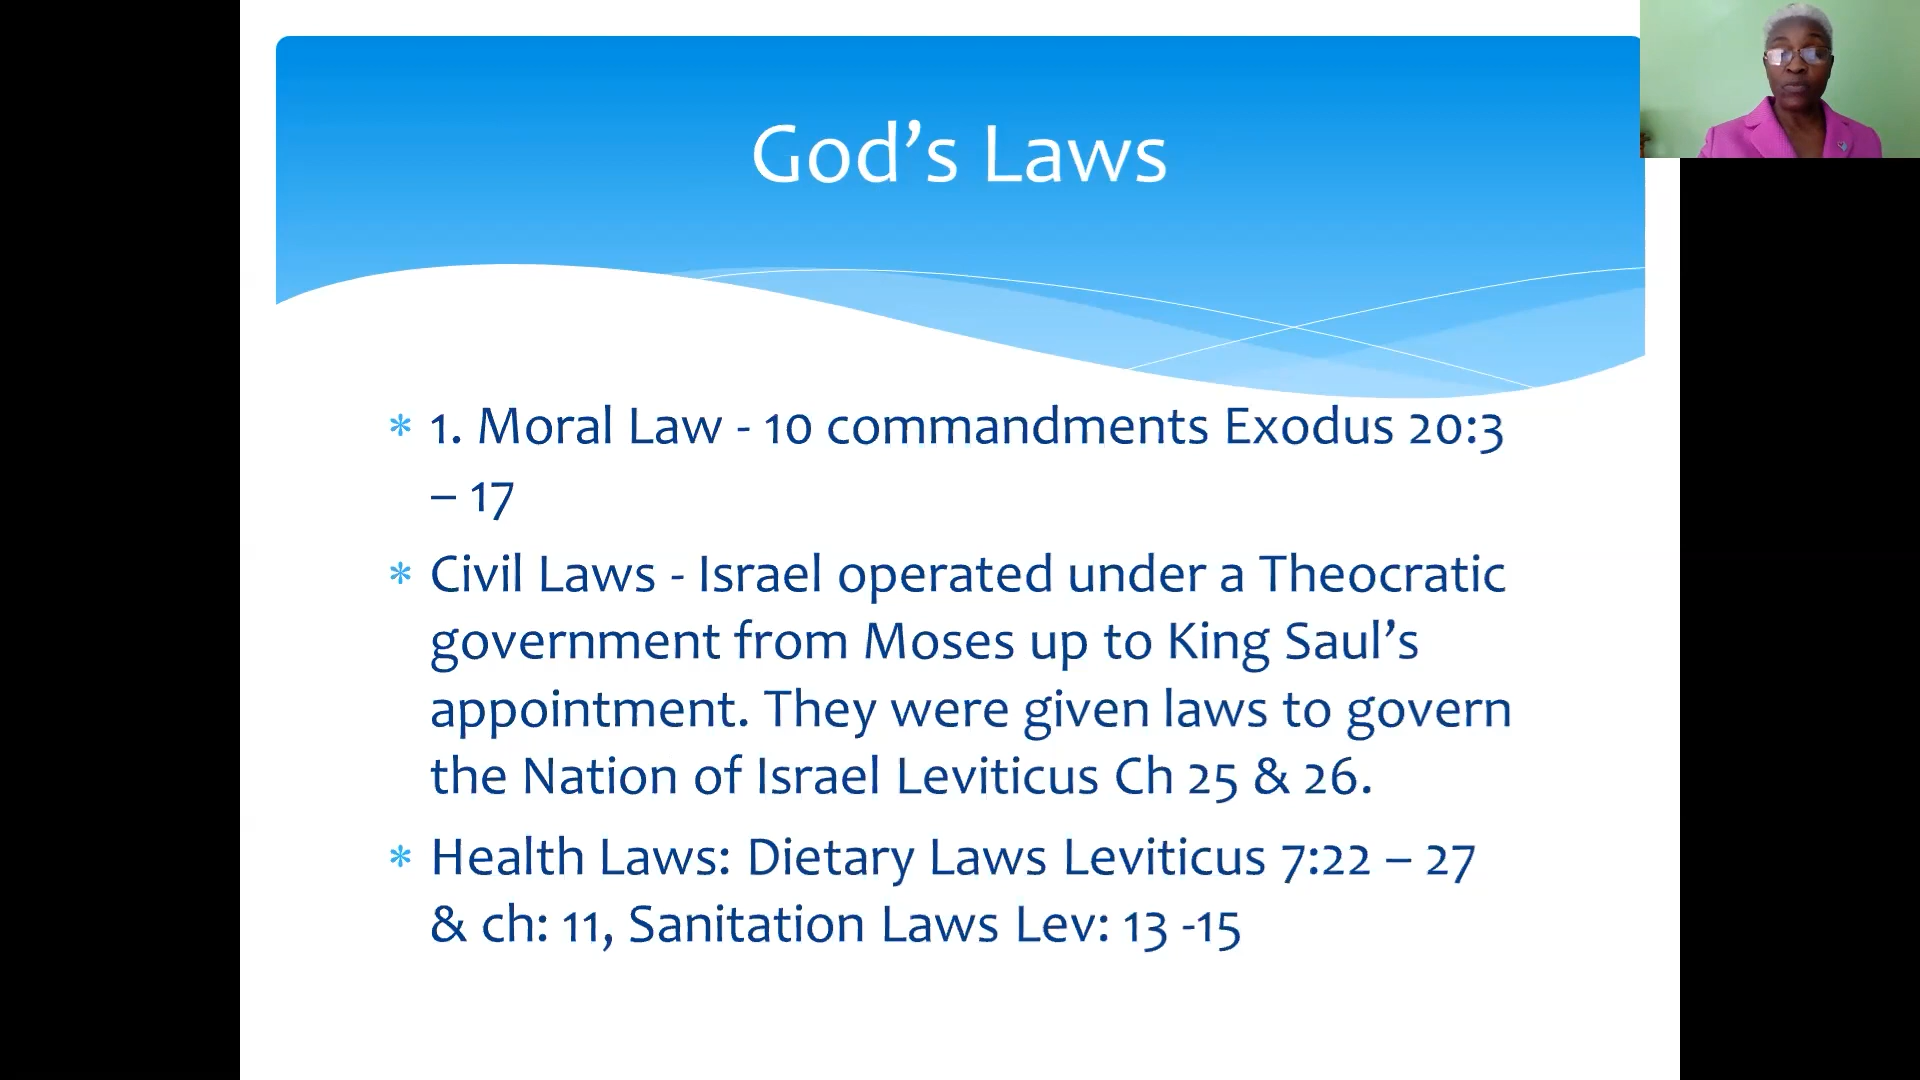 God’s Laws
* 1. Moral Law - 10 commandments Exodus 20:3
– 17
* Civil Laws - Israel operated under a Theocratic
government from Moses up to King Saul’s
appointment. They were given laws to govern
the Nation of Israel Leviticus Ch 25 & 26.
* Health Laws: Dietary Laws Leviticus 7:22 – 27
& ch: 11, Sanitation Laws Lev: 13 -15